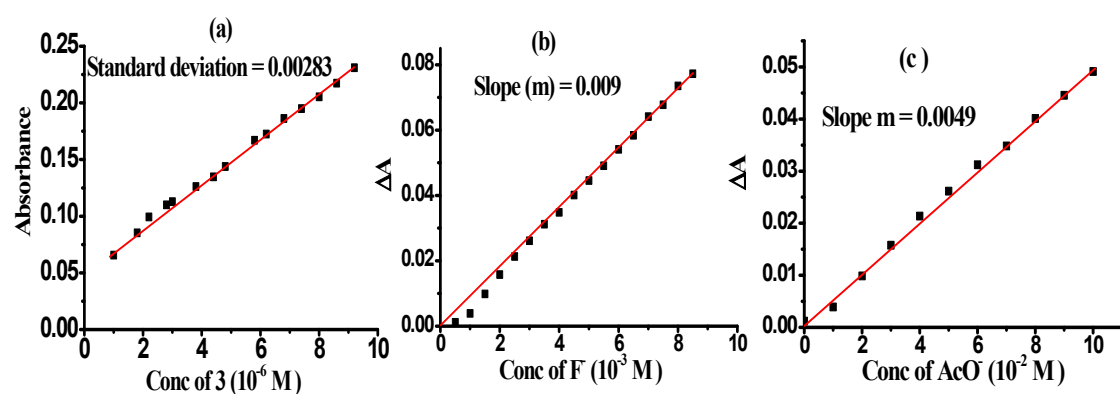 (a)
Standard deviation = 0.00283
Absorbance
0.25
0.20
0.15
0.10
0.05
0.00
0 2 4 6 8 10
Conc of 3 (10⁻⁶ M)
(b)
Slope (m) = 0.009
ΔA
0.08
0.06
0.04
0.02
0.00
0 2 4 6 8 10
Conc of F⁻ (10⁻³ M)
(c)
Slope m = 0.0049
ΔA
0.05
0.04
0.03
0.02
0.01
0.00
0 2 4 6 8 10
Conc of AcO⁻ (10⁻² M)